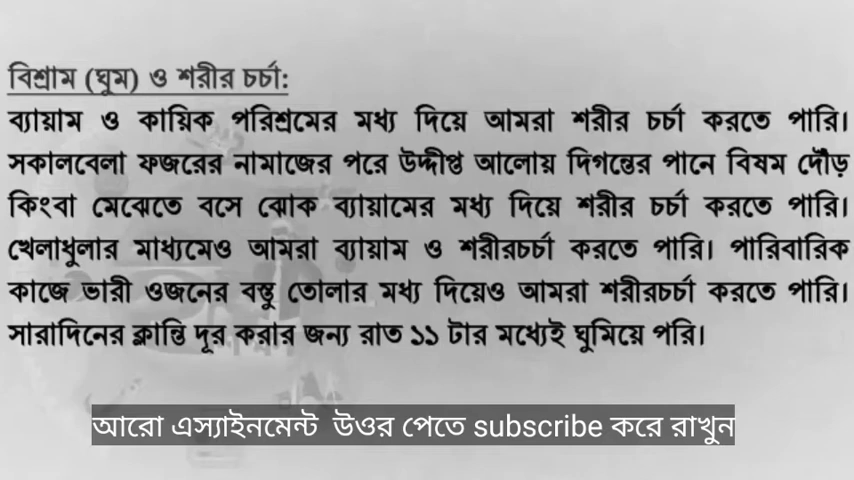 বিশ্রাম (ঘুম) ও শরীর চর্চা:
ব্যায়াম ও কায়িক পরিশ্রমের মধ্য দিয়ে আমরা শরীর চর্চা করতে পারি।
সকালবেলা ফজরের নামাজের পরে উদ্দীপ্ত আলোয় দিগন্তের পানে বিষম দৌঁড়
কিংবা মেঝেতে বসে ঝোক ব্যায়ামের মধ্য দিয়ে শরীর চর্চা করতে পারি।
খেলাধুলার মাধ্যমেও আমরা ব্যায়াম ও শরীরচর্চা করতে পারি। পারিবারিক
কাজে ভারী ওজনের বস্তু তোলার মধ্য দিয়েও আমরা শরীরচর্চা করতে পারি।
সারাদিনের ক্লান্তি দূর করার জন্য রাত ১১ টার মধ্যেই ঘুমিয়ে পরি।
আরো এস্যাইনমেন্ট উওর পেতে subscribe করে রাখুন